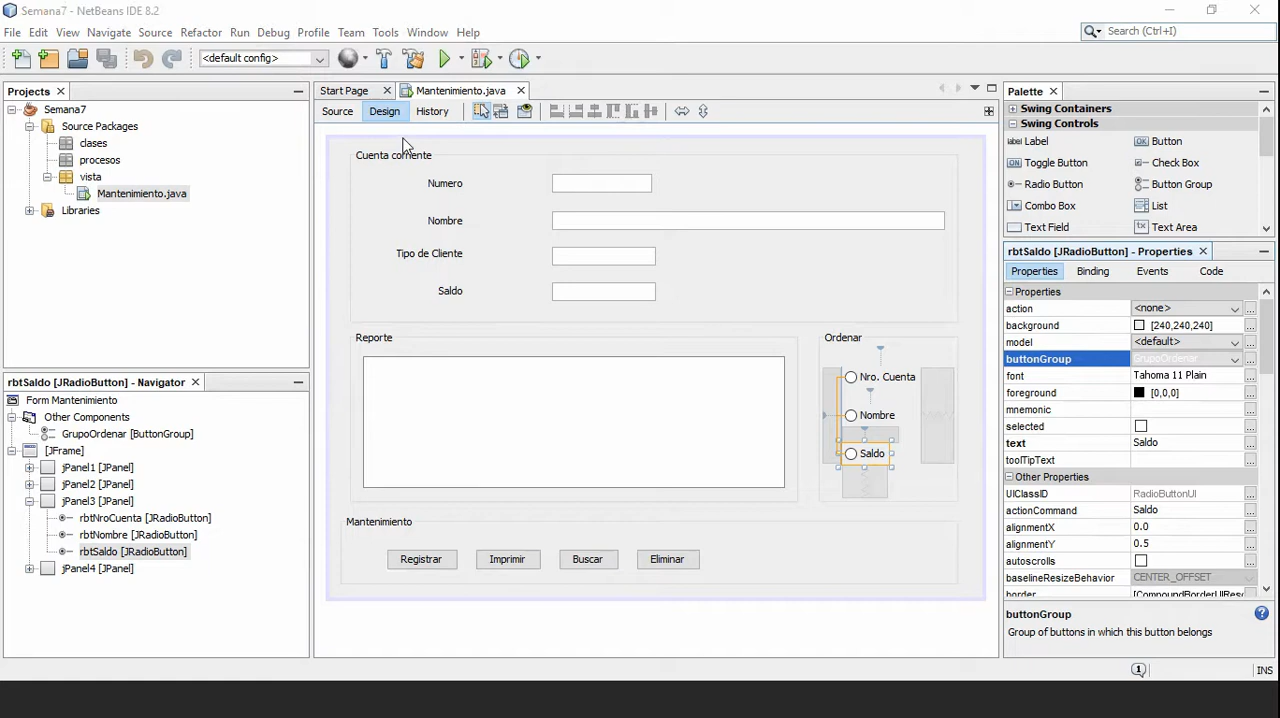 Semana7 - NetBeans IDE 8.2
File Edit View Navigate Source Refactor Run Debug Profile Team Tools Window Help
Search (Ctrl+I)
<default config>
Projects
Semana7
Source Packages
clases
procesos
vista
Mantenimiento.java
Libraries
rbtSaldo [JRadioButton] - Navigator
Form Mantenimiento
Other Components
GrupoOrdenar [ButtonGroup]
[JFrame]
jPanel1 [JPanel]
jPanel2 [JPanel]
jPanel3 [JPanel]
rbtNroCuenta [JRadioButton]
rbtNombre [JRadioButton]
rbtSaldo [JRadioButton]
jPanel4 [JPanel]
Start Page
Mantenimiento.java
Source Design History
Cuenta corriente
Numero
Nombre
Tipo de Cliente
Saldo
Reporte
Ordenar
Nro. Cuenta
Nombre
Saldo
Mantenimiento
Registrar Imprimir Buscar Eliminar
Palette
Swing Containers
Swing Controls
Label Button
Toggle Button Check Box
Radio Button Button Group
Combo Box List
Text Field Text Area
rbtSaldo [JRadioButton] - Properties
Properties Binding Events Code
Properties
action <none>
background [240,240,240]
model <default>
buttonGroup GrupoOrdenar
font Tahoma 11 Plain
foreground [0,0,0]
mnemonic
selected
text Saldo
toolTipText
Other Properties
UIClassID RadioButtonUI
actionCommand Saldo
alignmentX 0.0
alignmentY 0.5
autoscrolls
baselineResizeBehavior CENTER_OFFSET
border [CompoundBorderUIRes
buttonGroup
Group of buttons in which this button belongs
INS